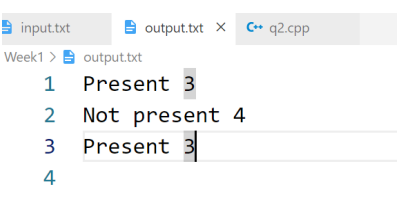 input.txt output.txt × C++ q2.cpp
Week1 > output.txt
1 Present 3
2 Not present 4
3 Present 3
4